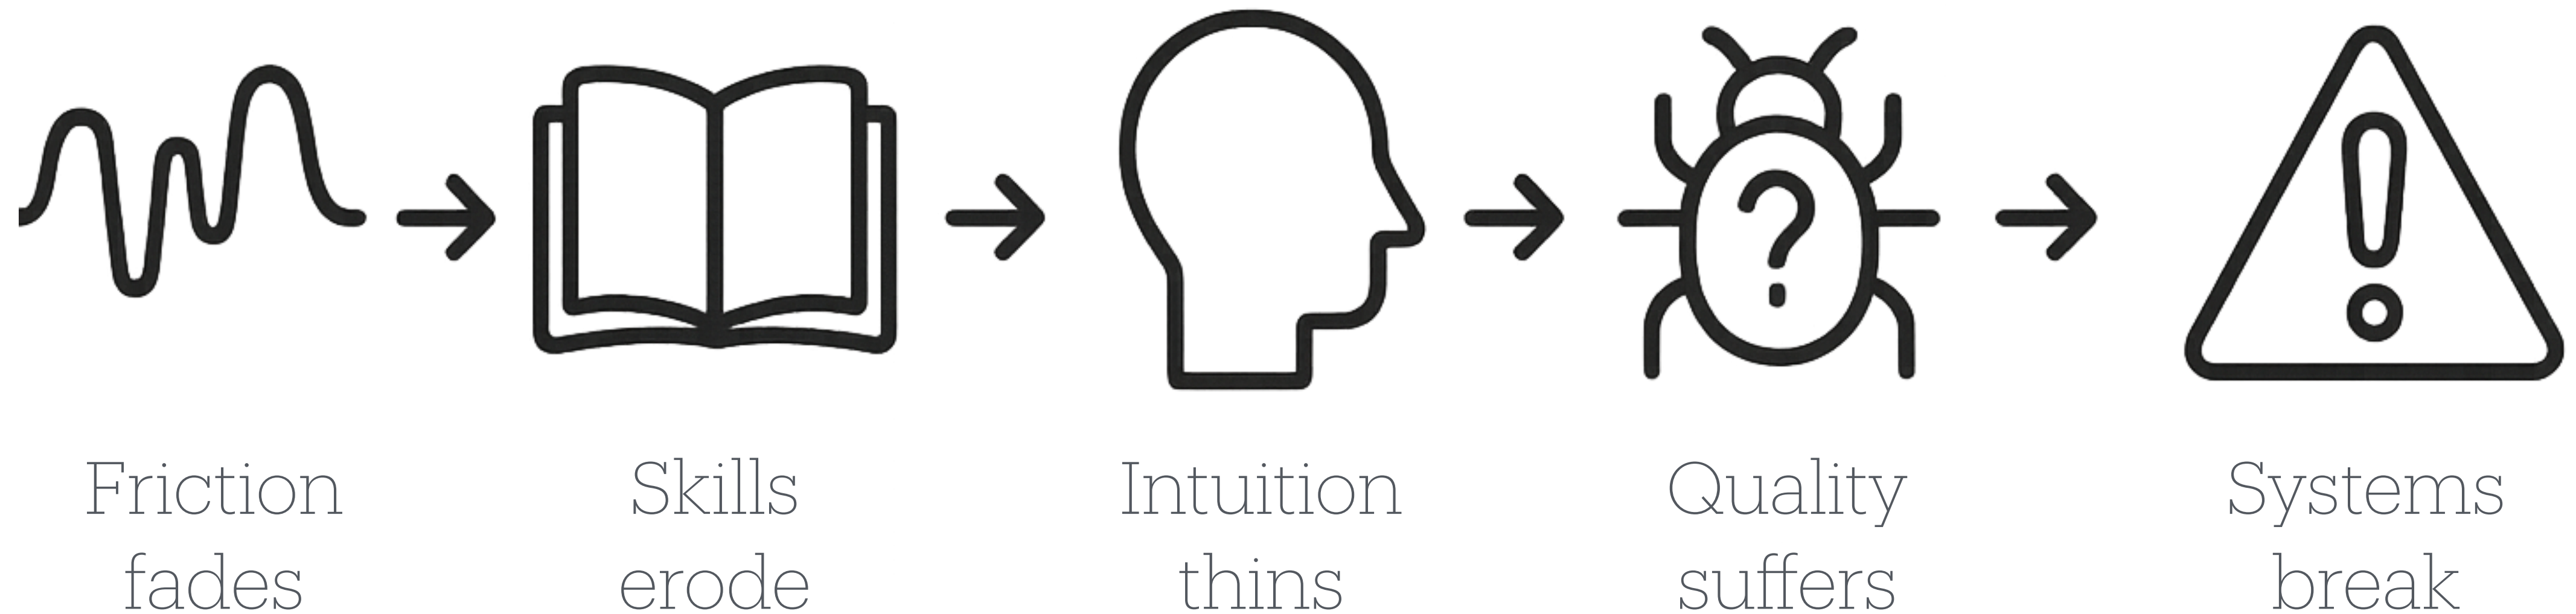 Friction
fades
Skills
erode
Intuition
thins
?
Quality
suffers
!
Systems
break